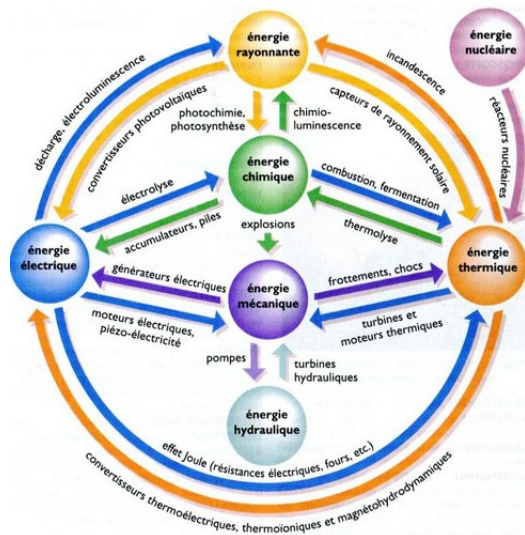 énergie
rayonnante
énergie
nucléaire
décharge, électroluminescence
convertisseurs photovoltaïques
photochimie,
photosynthèse
chimio-
luminescence
capteurs de rayonnement
solaire
incandescence
réacteurs nucléaires
énergie
chimique
électrolyse
combustion, fermentation
accumulateurs, piles
explosions
thermolyse
énergie
électrique
énergie
thermique
générateurs électriques
énergie
mécanique
frottements, chocs
moteurs électriques,
piézo-électricité
turbines et
moteurs thermiques
pompes
turbines
hydrauliques
énergie
hydraulique
effet Joule (résistances électriques, fours, etc.)
convertisseurs thermoélectriques, thermoïoniques et magnétohydrodynamiques